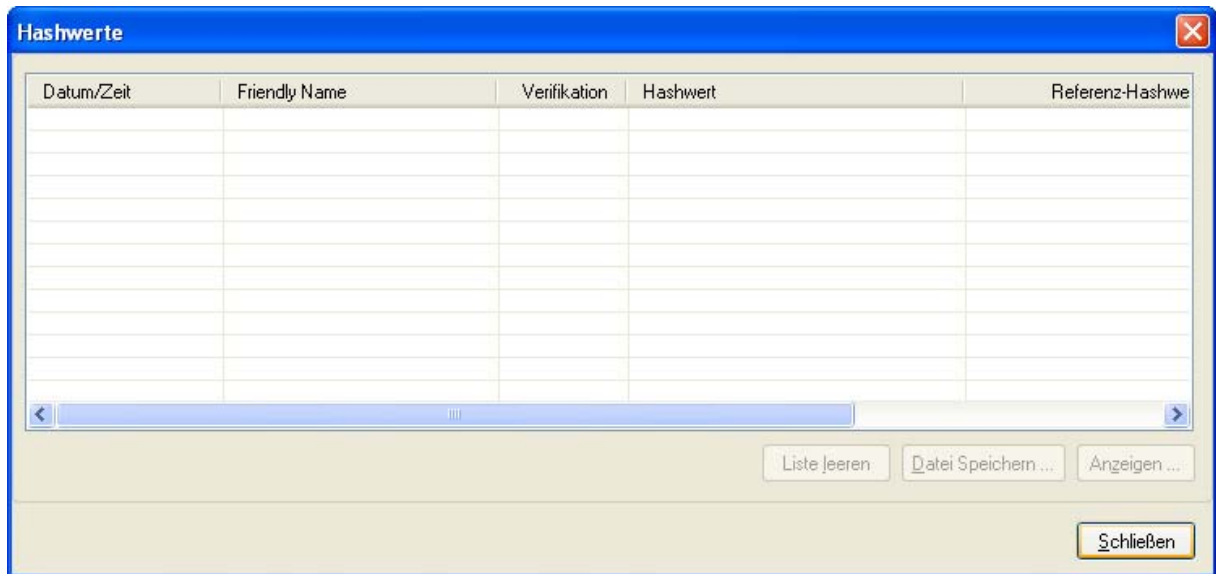 Hashwerte
Datum/Zeit Friendly Name Verifikation Hashwert Referenz-Hashwe
Liste leeren Datei Speichern ... Anzeigen ...
Schließen